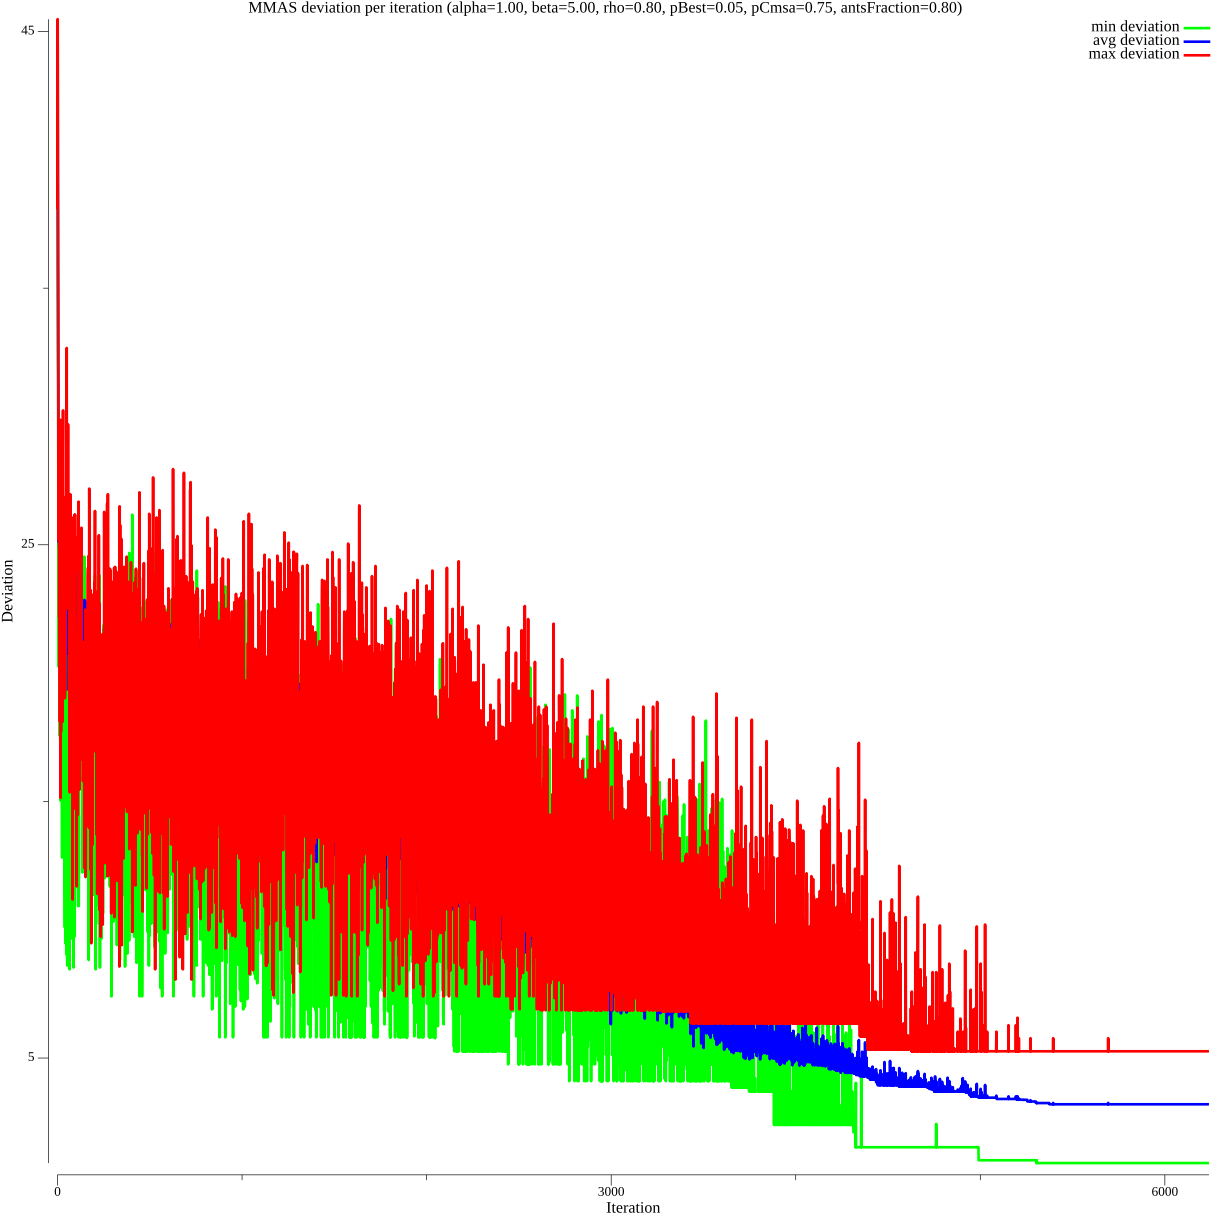 MMAS deviation per iteration (alpha=1.00, beta=5.00, rho=0.80, pBest=0.05, pCmsa=0.75, antsFraction=0.80)
min deviation
avg deviation
max deviation
45
25
5
Deviation
0
3000
6000
Iteration